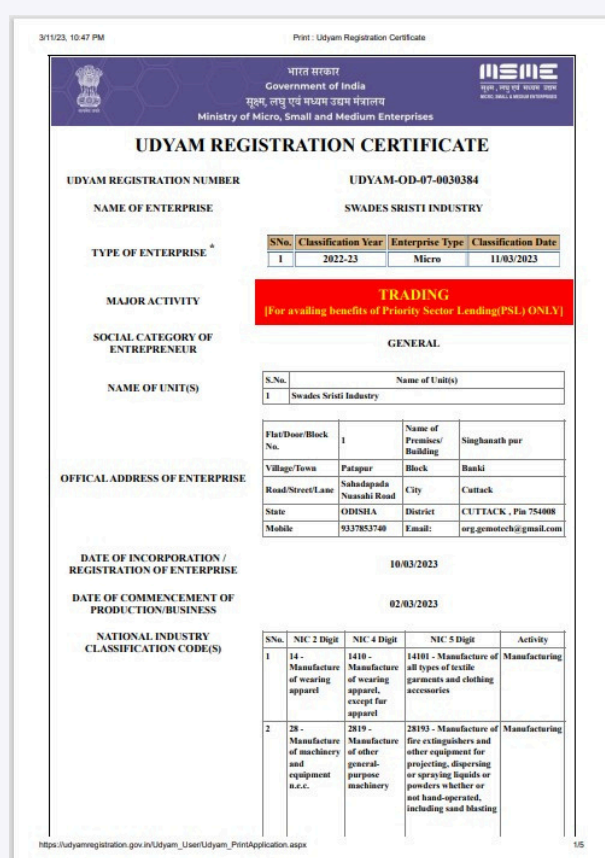 3/11/23, 10:47 PM Print : Udyam Registration Certificate
भारत सरकार
Government of India
सूक्ष्म, लघु एवं मध्यम उद्यम मंत्रालय
Ministry of Micro, Small and Medium Enterprises
MSME
सूक्ष्म, लघु एवं मध्यम उद्यम
MICRO, SMALL & MEDIUM ENTERPRISES
UDYAM REGISTRATION CERTIFICATE
UDYAM REGISTRATION NUMBER UDYAM-OD-07-0030384
NAME OF ENTERPRISE SWADES SRISTI INDUSTRY
TYPE OF ENTERPRISE *
SNo. Classification Year Enterprise Type Classification Date
1 2022-23 Micro 11/03/2023
MAJOR ACTIVITY
TRADING
[For availing benefits of Priority Sector Lending(PSL) ONLY]
SOCIAL CATEGORY OF
ENTREPRENEUR
GENERAL
NAME OF UNIT(S)
S.No. Name of Unit(s)
1 Swades Sristi Industry
OFFICAL ADDRESS OF ENTERPRISE
Flat/Door/Block
No.
1
Name of
Premises/
Building
Singhanath pur
Village/Town Patapur Block Banki
Road/Street/Lane
Sahadapada
Nuasahi Road
City Cuttack
State ODISHA District CUTTACK , Pin 754008
Mobile 9337853740 Email: org.gemotech@gmail.com
DATE OF INCORPORATION /
REGISTRATION OF ENTERPRISE
10/03/2023
DATE OF COMMENCEMENT OF
PRODUCTION/BUSINESS
02/03/2023
NATIONAL INDUSTRY
CLASSIFICATION CODE(S)
SNo. NIC 2 Digit NIC 4 Digit NIC 5 Digit Activity
1
14 -
Manufacture
of wearing
apparel
1410 -
Manufacture
of wearing
apparel,
except fur
apparel
14101 - Manufacture of
all types of textile
garments and clothing
accessories
Manufacturing
2
28 -
Manufacture
of machinery
and
equipment
n.e.c.
2819 -
Manufacture
of other
general-
purpose
machinery
28193 - Manufacture of
fire extinguishers and
other equipment for
projecting, dispersing
or spraying liquids or
powders whether or
not hand-operated,
including sand blasting
Manufacturing
https://udyamregistration.gov.in/Udyam_User/Udyam_PrintApplication.aspx 1/5